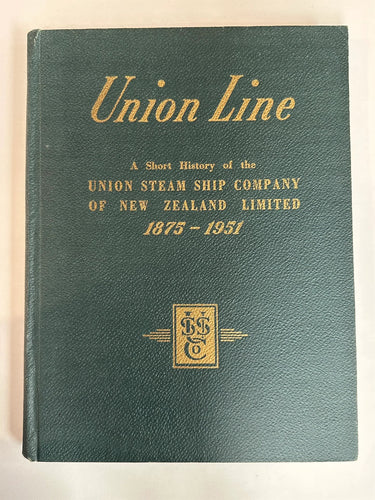 Union Line
A Short History of the
UNION STEAM SHIP COMPANY
OF NEW ZEALAND LIMITED
1875 - 1951
USSCo